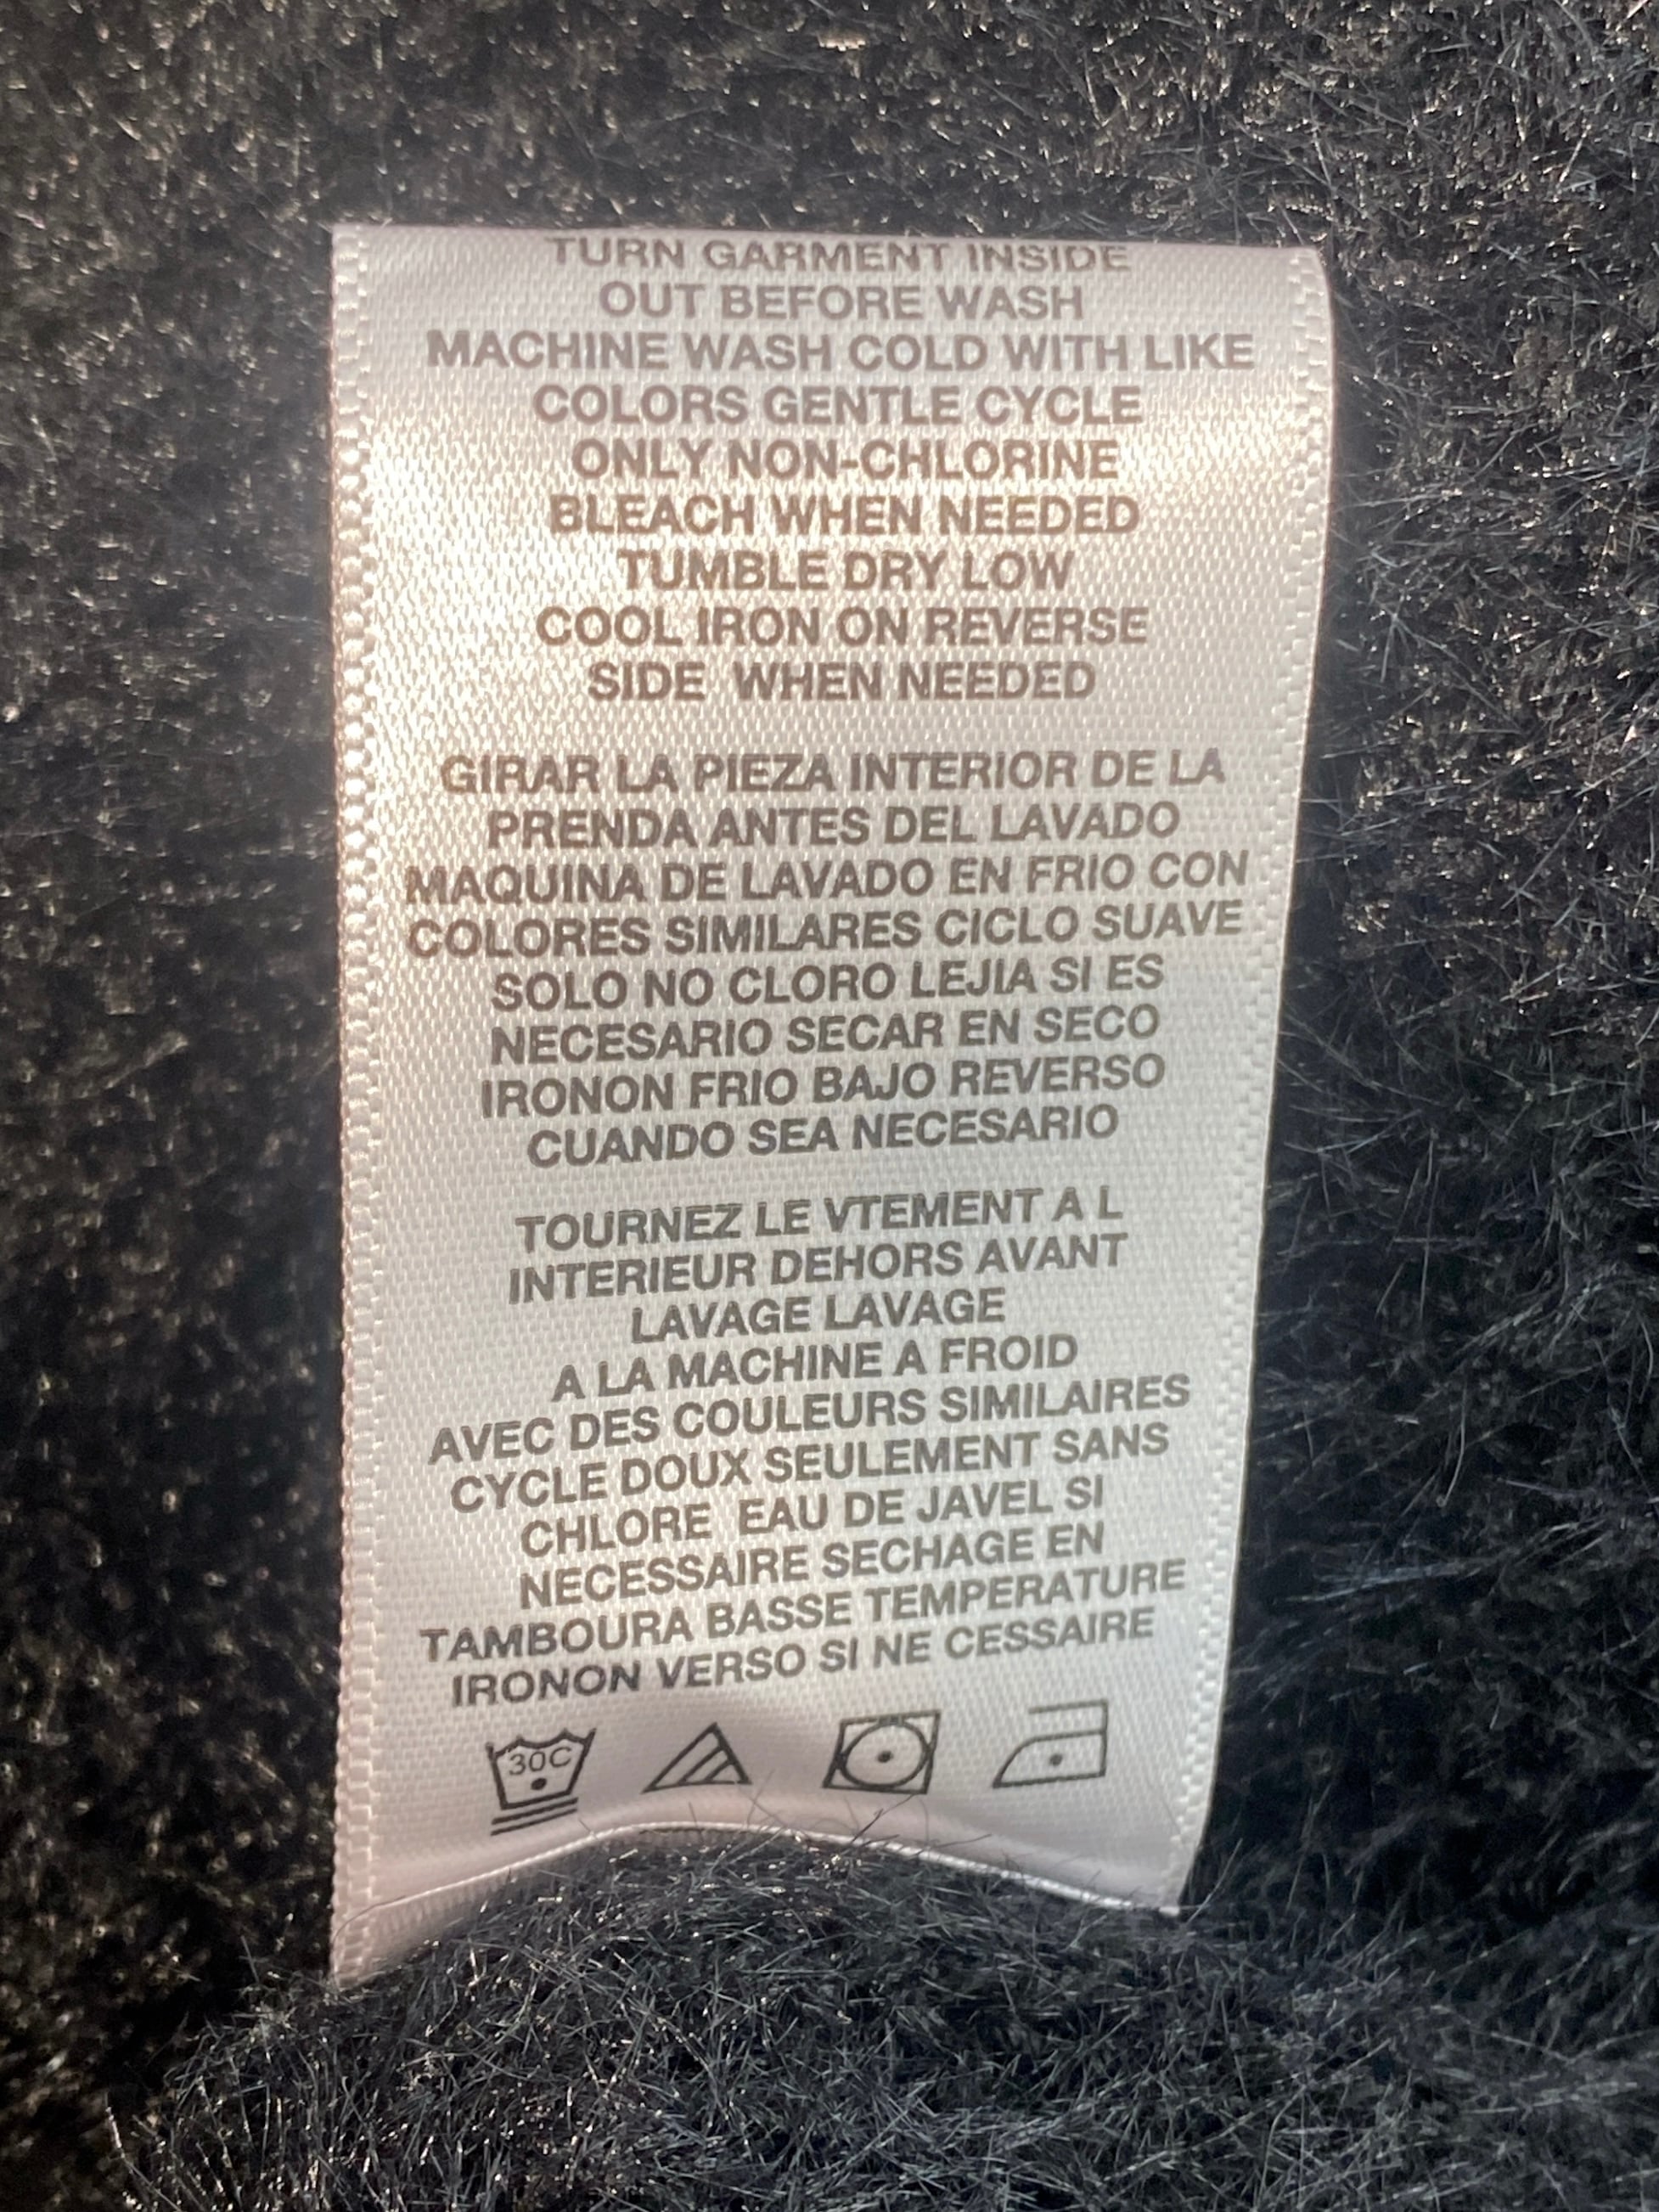 TURN GARMENT INSIDE
OUT BEFORE WASH
MACHINE WASH COLD WITH LIKE
COLORS GENTLE CYCLE
ONLY NON-CHLORINE
BLEACH WHEN NEEDED
TUMBLE DRY LOW
COOL IRON ON REVERSE
SIDE WHEN NEEDED
GIRAR LA PIEZA INTERIOR DE LA
PRENDA ANTES DEL LAVADO
MAQUINA DE LAVADO EN FRIO CON
COLORES SIMILARES CICLO SUAVE
SOLO NO CLORO LEJIA SI ES
NECESARIO SECAR EN SECO
IRONON FRIO BAJO REVERSO
CUANDO SEA NECESARIO
TOURNEZ LE VTEMENT A L
INTERIEUR DEHORS AVANT
LAVAGE LAVAGE
A LA MACHINE A FROID
AVEC DES COULEURS SIMILAIRES
CYCLE DOUX SEULEMENT SANS
CHLORE EAU DE JAVEL SI
NECESSAIRE SECHAGE EN
TAMBOURA BASSE TEMPERATURE
IRONON VERSO SI NE CESSAIRE
30C